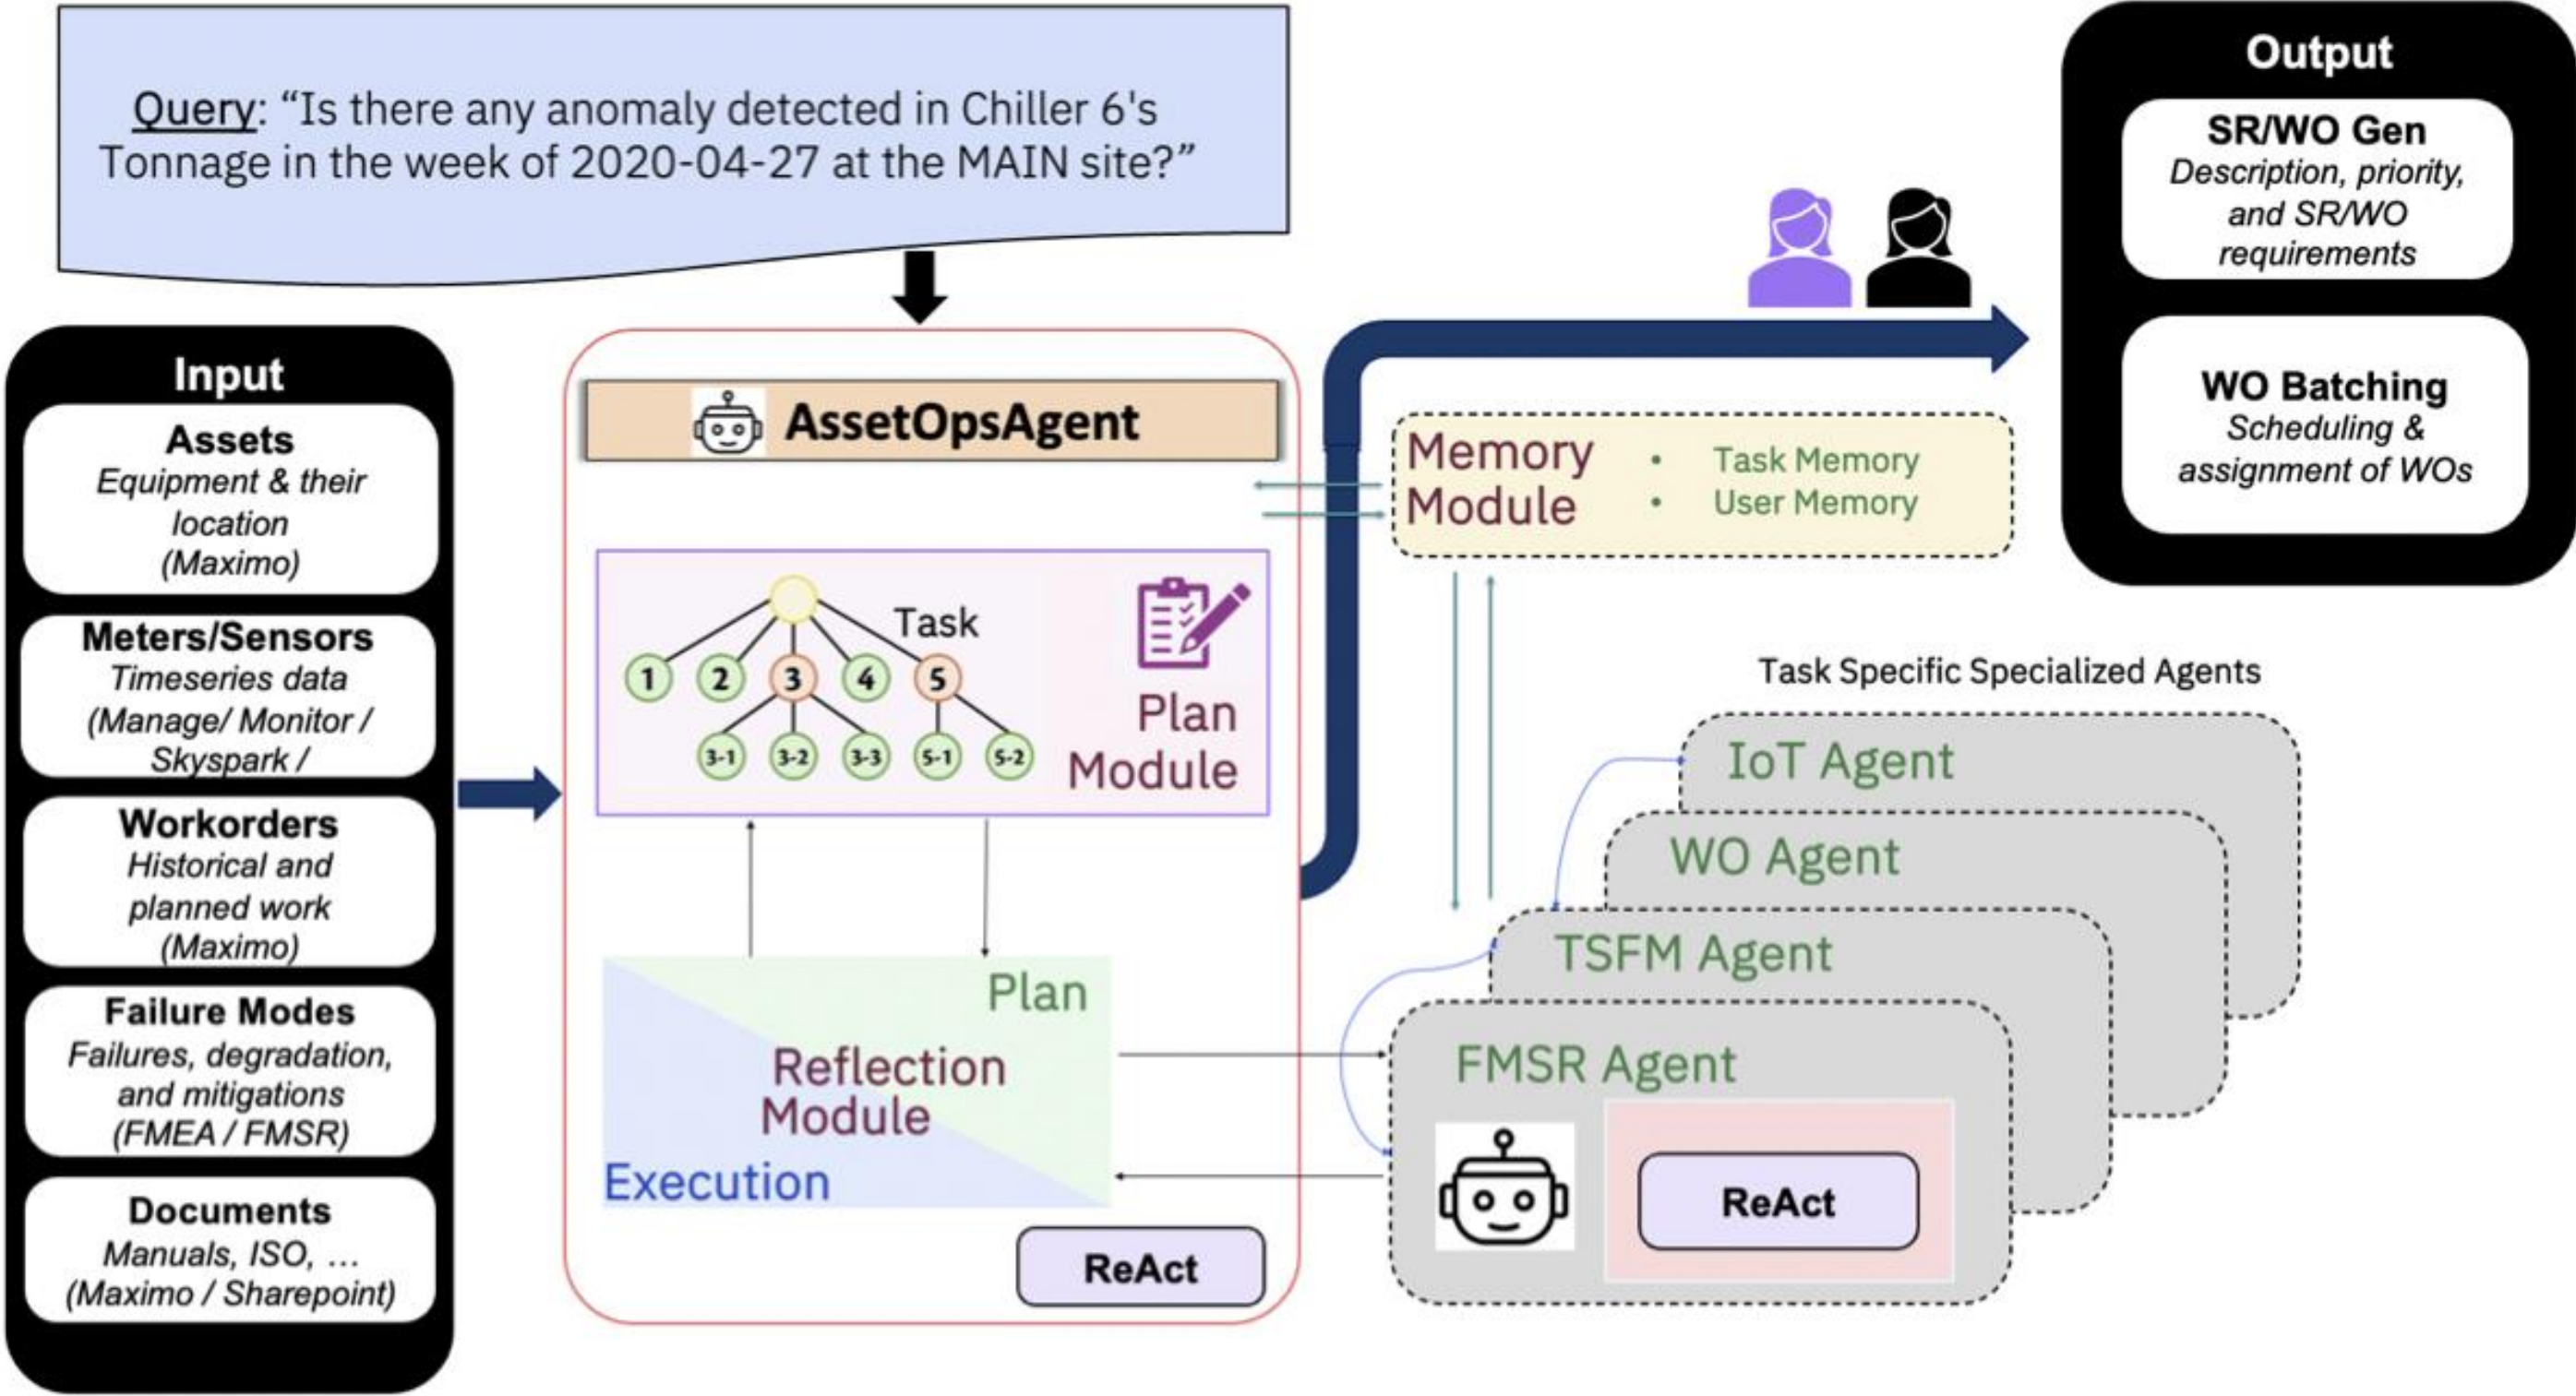 Query: “Is there any anomaly detected in Chiller 6's
Tonnage in the week of 2020-04-27 at the MAIN site?”
Input
Assets
Equipment & their
location
(Maximo)
Meters/Sensors
Timeseries data
(Manage/ Monitor /
Skyspark /
Workorders
Historical and
planned work
(Maximo)
Failure Modes
Failures, degradation,
and mitigations
(FMEA / FMSR)
Documents
Manuals, ISO, ...
(Maximo / Sharepoint)
AssetOpsAgent
Task
1 2 3 4 5
3-1 3-2 3-3 5-1 5-2
Plan
Module
Plan
Reflection
Module
Execution
ReAct
Memory
Module
• Task Memory
• User Memory
Task Specific Specialized Agents
IoT Agent
WO Agent
TSFM Agent
FMSR Agent
ReAct
Output
SR/WO Gen
Description, priority,
and SR/WO
requirements
WO Batching
Scheduling &
assignment of WOs